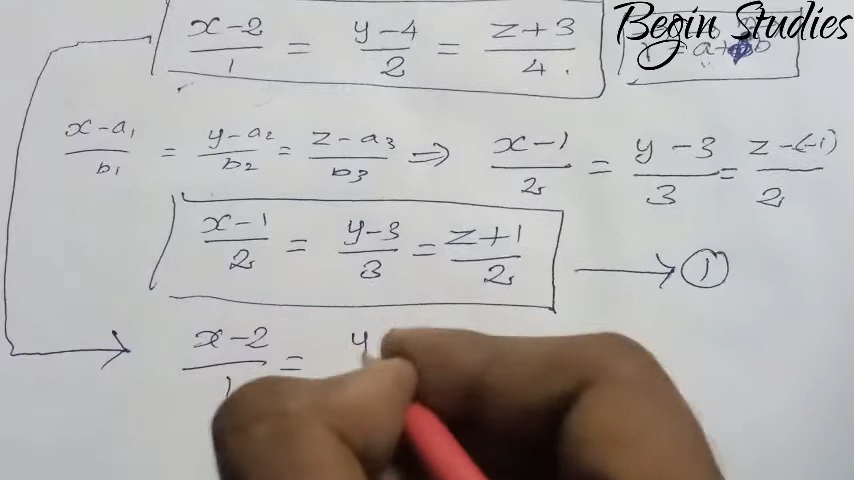 Begin Studies
x-2/1 = y-4/2 = z+3/4.
x-a₁/b₁ = y-a₂/b₂ = z-a₃/b₃ ⇒ x-1/2 = y-3/3 = z-(-1)/2
x-1/2 = y-3/3 = z+1/2 → ①
x-2/1 = y